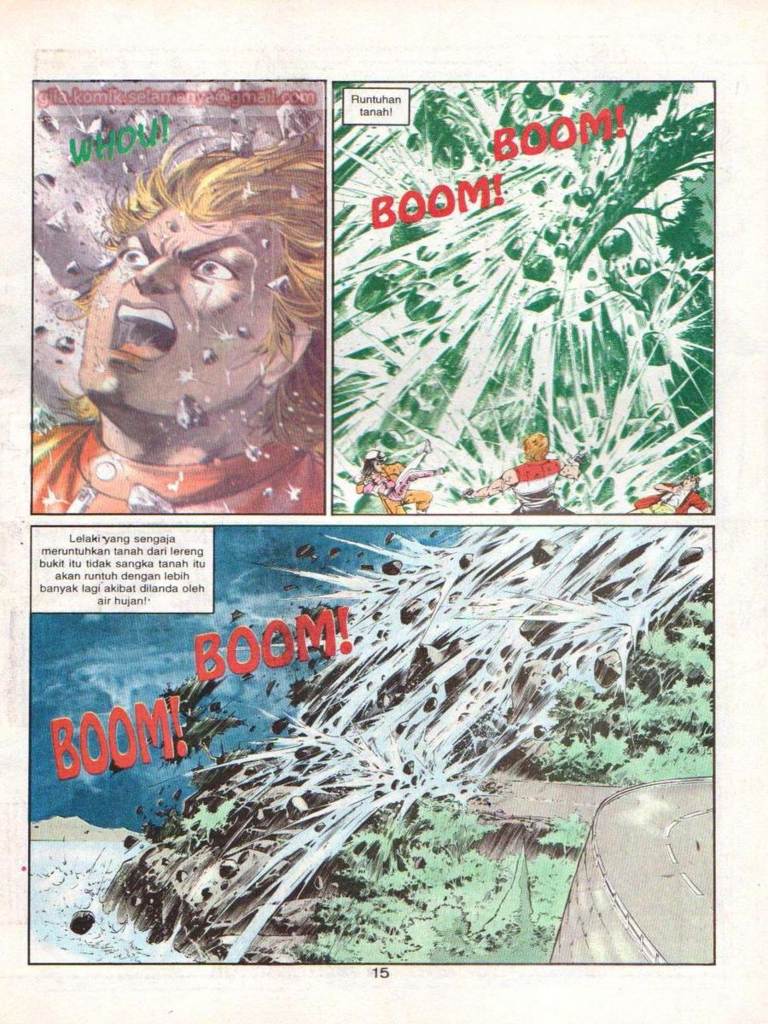 gila.komik.selamanya@gmail.com
WHOU!
Runtuhan
tanah!
BOOM!
BOOM!
Lelaki yang sengaja
meruntuhkan tanah dari lereng
bukit itu tidak sangka tanah itu
akan runtuh dengan lebih
banyak lagi akibat dilanda oleh
air hujan!
BOOM!
BOOM!
15